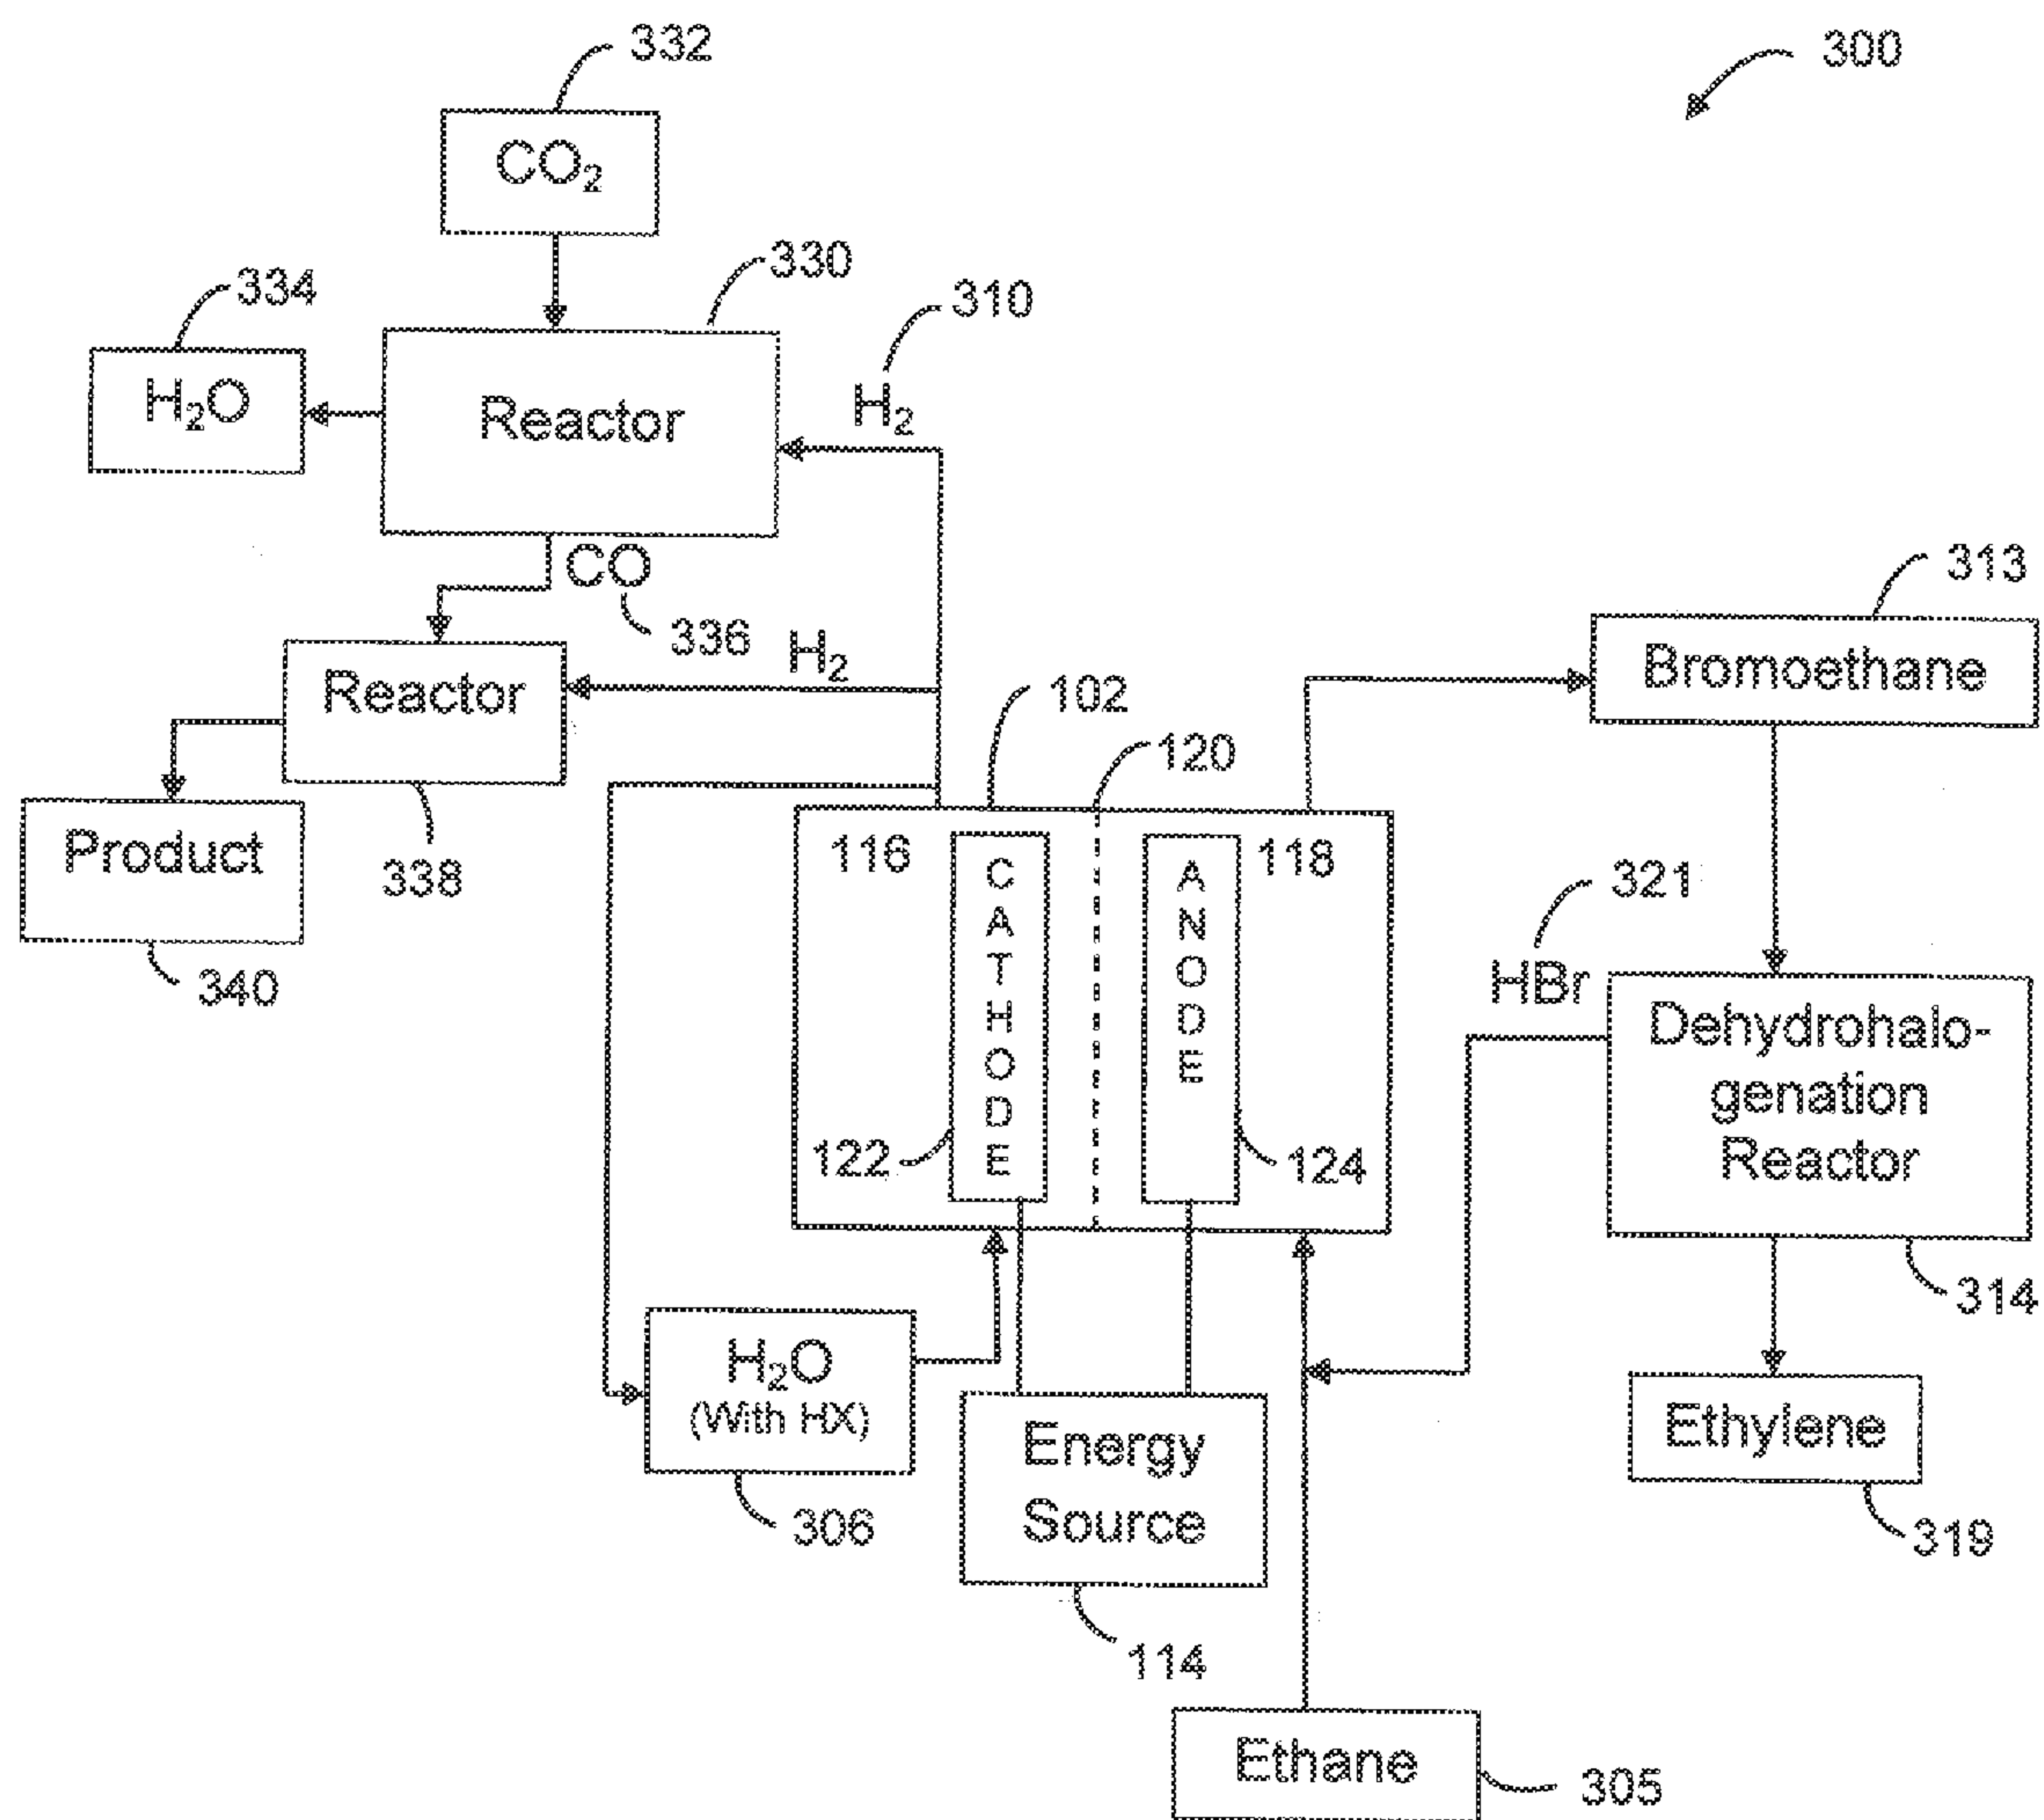 332
300
CO₂
330
334
310
H₂O
Reactor
H₂
CO
336
313
H₂
Bromoethane
Reactor
102
120
Product
338
116
118
CATHODE
ANODE
321
340
HBr
Dehydrohalo-
genation
Reactor
122
124
314
H₂O
(With HX)
306
Energy
Source
Ethylene
319
114
Ethane
305